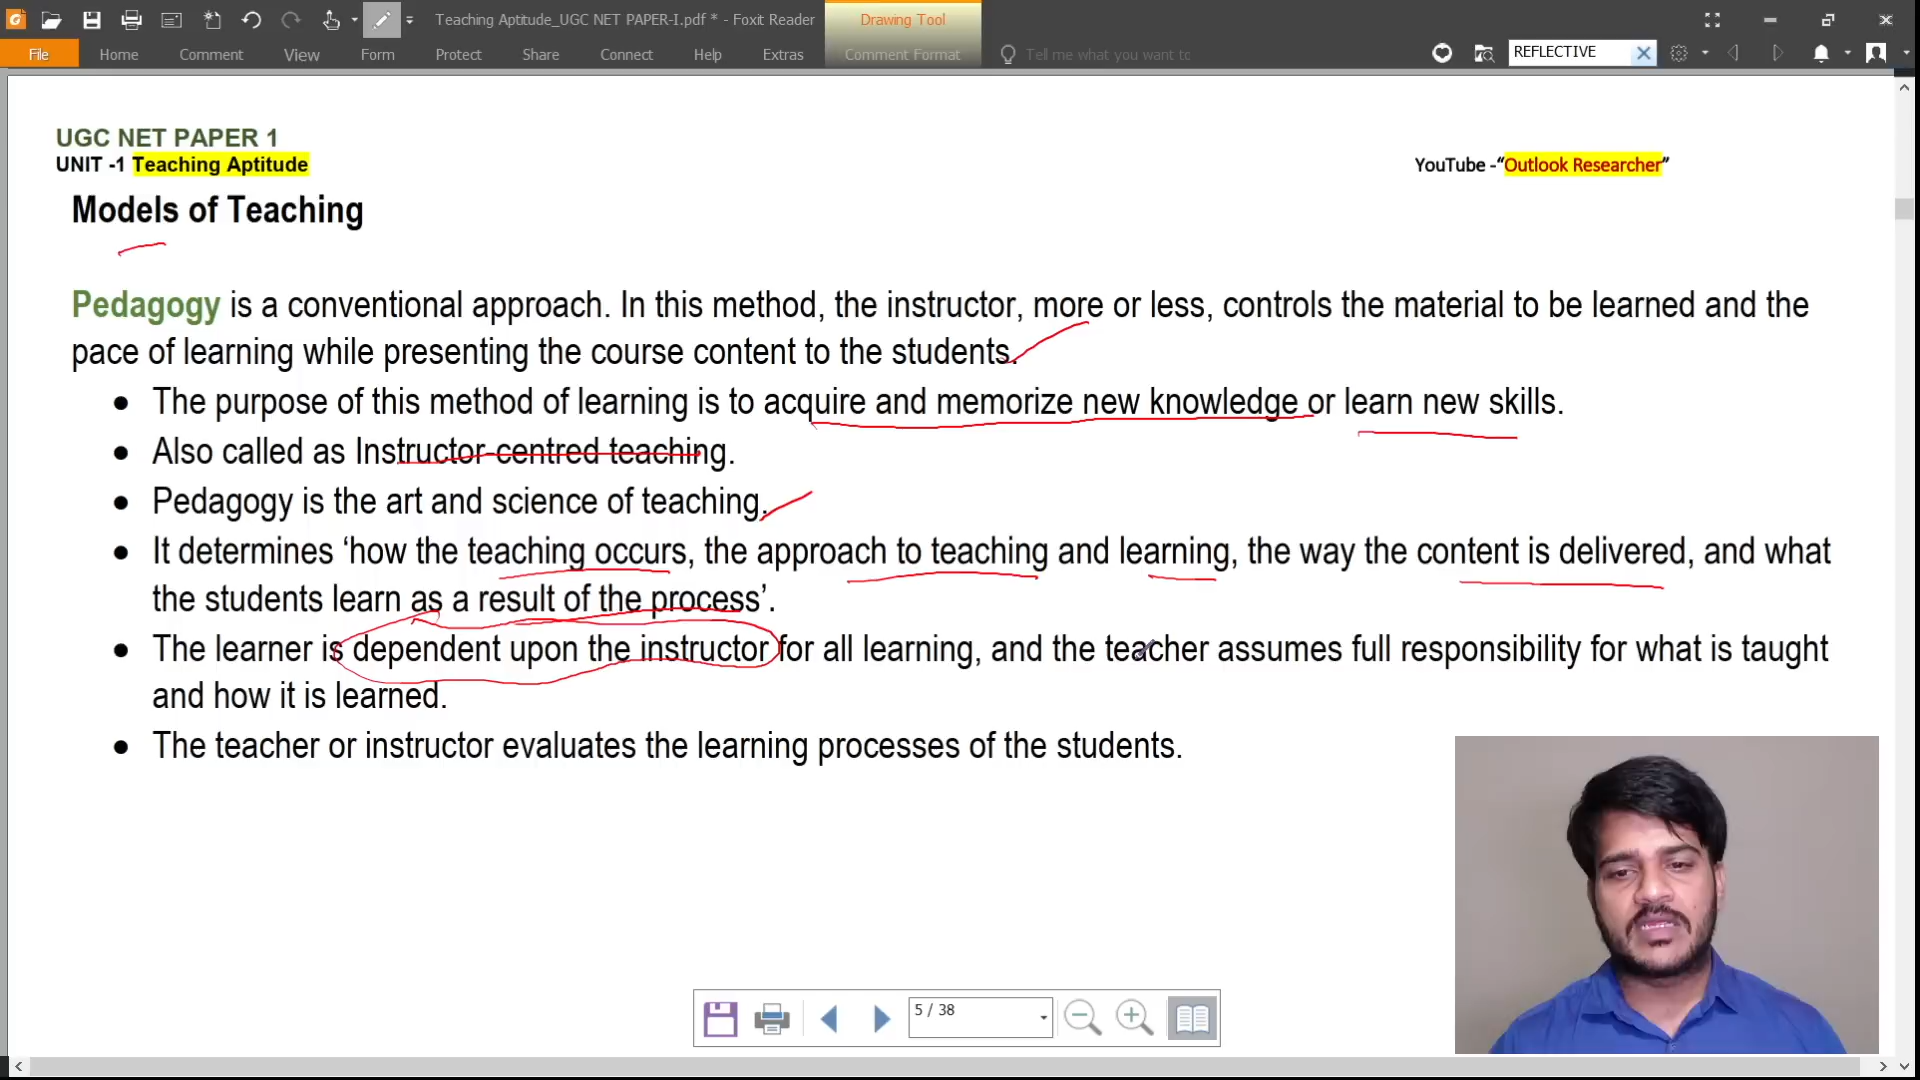 Teaching Aptitude_UGC NET PAPER-I.pdf * - Foxit Reader
Drawing Tool
File
Home
Comment
View
Form
Protect
Share
Connect
Help
Extras
Comment Format
Tell me what you want to
REFLECTIVE
UGC NET PAPER 1
UNIT -1 Teaching Aptitude
YouTube -“Outlook Researcher”
Models of Teaching
Pedagogy is a conventional approach. In this method, the instructor, more or less, controls the material to be learned and the
pace of learning while presenting the course content to the students.
● The purpose of this method of learning is to acquire and memorize new knowledge or learn new skills.
● Also called as Instructor-centred teaching.
● Pedagogy is the art and science of teaching.
● It determines ‘how the teaching occurs, the approach to teaching and learning, the way the content is delivered, and what
the students learn as a result of the process’.
● The learner is dependent upon the instructor for all learning, and the teacher assumes full responsibility for what is taught
and how it is learned.
● The teacher or instructor evaluates the learning processes of the students.
5 / 38